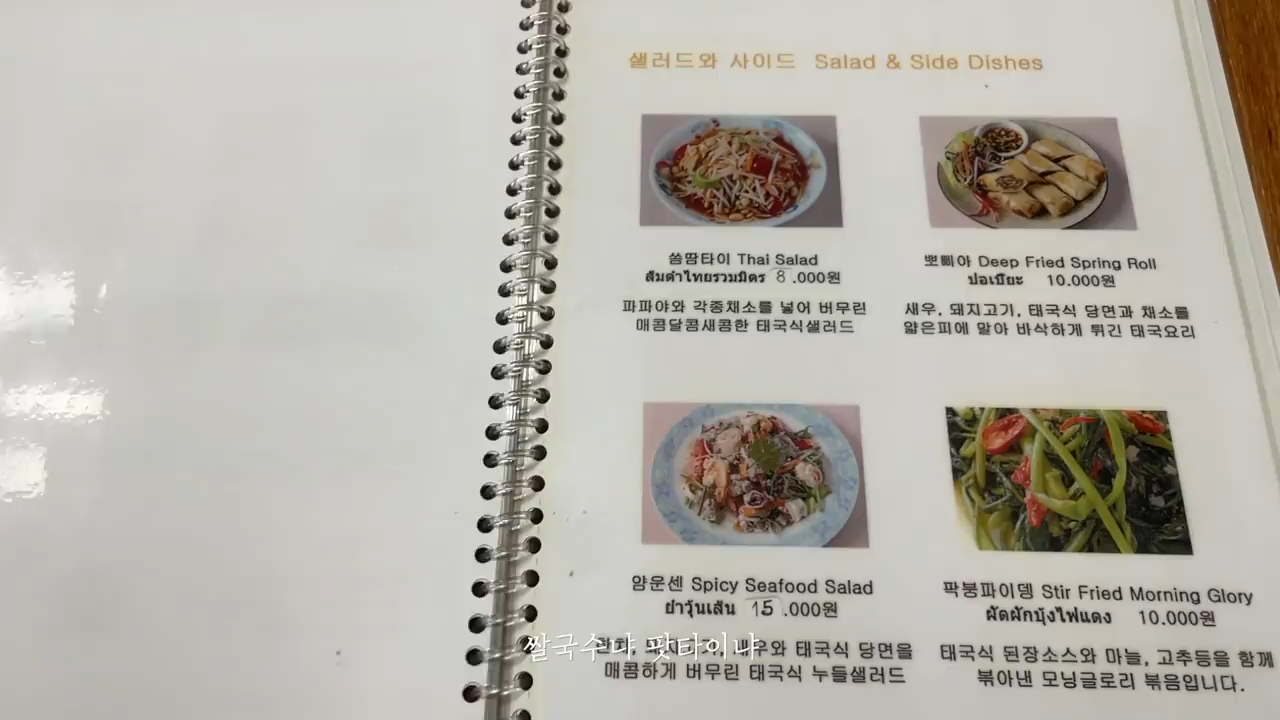 샐러드와 사이드 Salad & Side Dishes
쏨땀타이 Thai Salad
ส้มตำไทยรวมมิตร 8.000원
파파야와 각종채소를 넣어 버무린
매콤달콤새콤한 태국식샐러드
뽀삐아 Deep Fried Spring Roll
ปอเปี๊ยะ 10.000원
새우, 돼지고기, 태국식 당면과 채소를
얇은피에 말아 바삭하게 튀긴 태국요리
얌운센 Spicy Seafood Salad
ยำวุ้นเส้น 15.000원
새우와 태국식 당면을
매콤하게 버무린 태국식 누들샐러드
팍붕파이뎅 Stir Fried Morning Glory
ผัดผักบุ้งไฟแดง 10.000원
태국식 된장소스와 마늘, 고추등을 함께
볶아낸 모닝글로리 볶음입니다.
쌀국수냐 팟타이냐